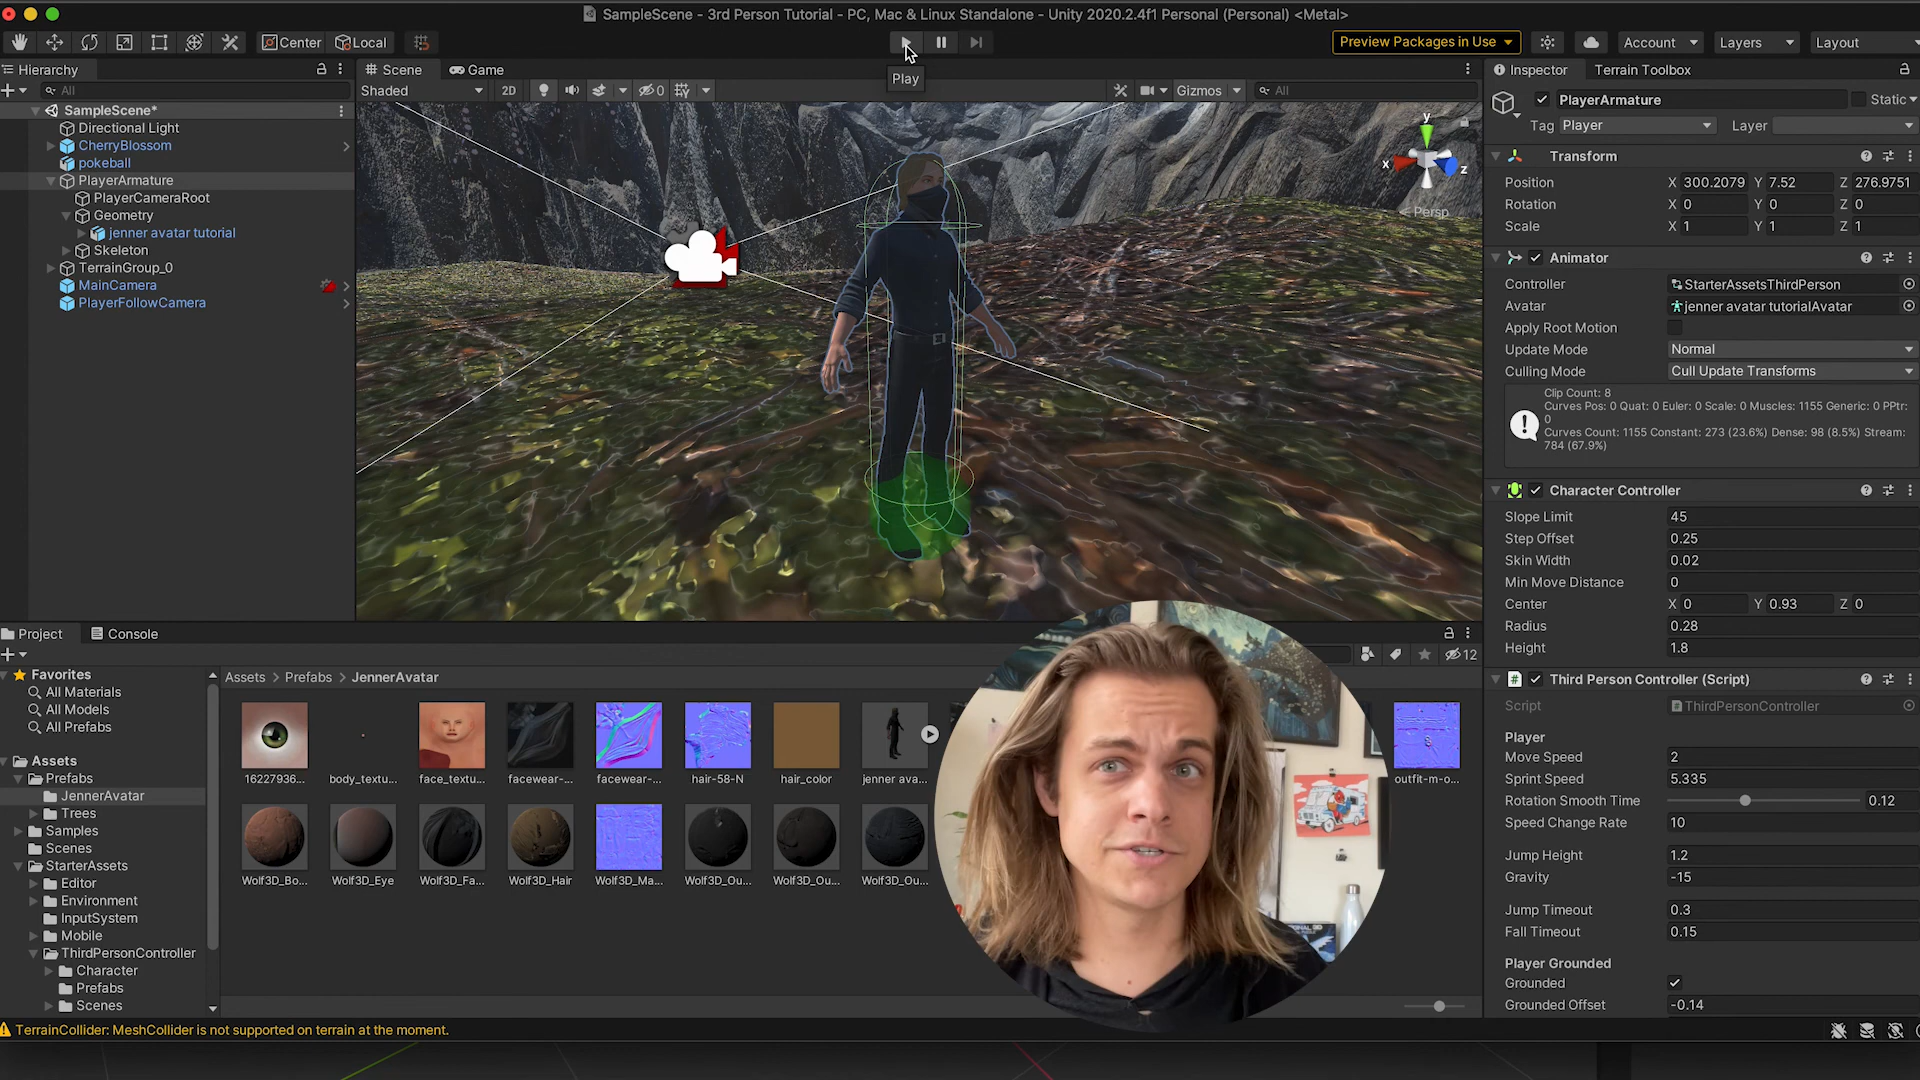 SampleScene - 3rd Person Tutorial - PC, Mac & Linux Standalone - Unity 2020.2.4f1 Personal (Personal) <Metal>
Center
Local
Preview Packages in Use
Account
Layers
Layout
Play
Hierarchy
All
SampleScene*
Directional Light
CherryBlossom
pokeball
PlayerArmature
PlayerCameraRoot
Geometry
jenner avatar tutorial
Skeleton
TerrainGroup_0
MainCamera
PlayerFollowCamera
Scene
Game
Shaded
2D
0
Gizmos
All
y
x
z
Persp
Inspector
Terrain Toolbox
PlayerArmature
Static
Tag Player
Layer
Transform
Position X 300.2079 Y 7.52 Z 276.9751
Rotation X 0 Y 0 Z 0
Scale X 1 Y 1 Z 1
Animator
Controller StarterAssetsThirdPerson
Avatar jenner avatar tutorialAvatar
Apply Root Motion
Update Mode Normal
Culling Mode Cull Update Transforms
Clip Count: 8
Curves Pos: 0 Quat: 0 Euler: 0 Scale: 0 Muscles: 1155 Generic: 0 PPtr:
0
Curves Count: 1155 Constant: 273 (23.6%) Dense: 98 (8.5%) Stream:
784 (67.9%)
Character Controller
Slope Limit 45
Step Offset 0.25
Skin Width 0.02
Min Move Distance 0
Center X 0 Y 0.93 Z 0
Radius 0.28
Height 1.8
Third Person Controller (Script)
Script ThirdPersonController
Player
Move Speed 2
Sprint Speed 5.335
Rotation Smooth Time 0.12
Speed Change Rate 10
Jump Height 1.2
Gravity -15
Jump Timeout 0.3
Fall Timeout 0.15
Player Grounded
Grounded
Grounded Offset -0.14
Project
Console
12
Favorites
All Materials
All Models
All Prefabs
Assets
Prefabs
JennerAvatar
Trees
Samples
Scenes
StarterAssets
Editor
Environment
InputSystem
Mobile
ThirdPersonController
Character
Prefabs
Scenes
Assets > Prefabs > JennerAvatar
16227936...
body_textu...
face_textu...
facewear-...
facewear-...
hair-58-N
hair_color
jenner ava...
outfit-m-o...
Wolf3D_Bo...
Wolf3D_Eye
Wolf3D_Fa...
Wolf3D_Hair
Wolf3D_Ma...
Wolf3D_Ou...
Wolf3D_Ou...
Wolf3D_Ou...
TerrainCollider: MeshCollider is not supported on terrain at the moment.